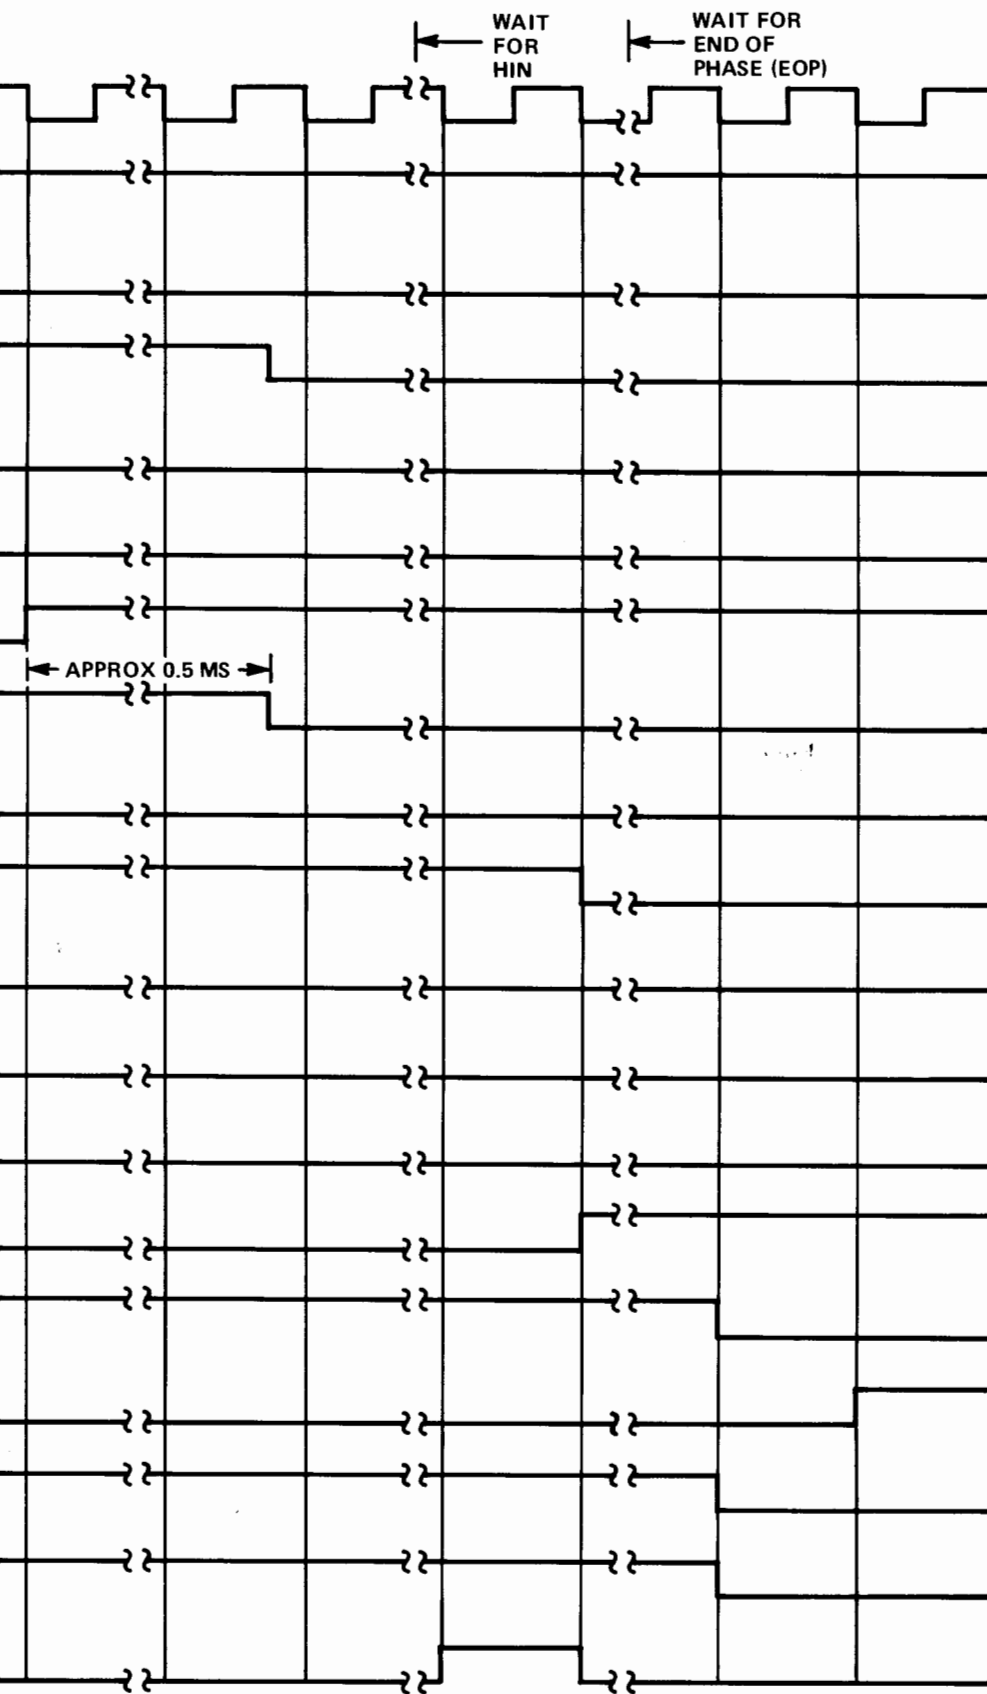 WAIT
FOR
HIN
WAIT FOR
END OF
PHASE (EOP)
APPROX 0.5 MS